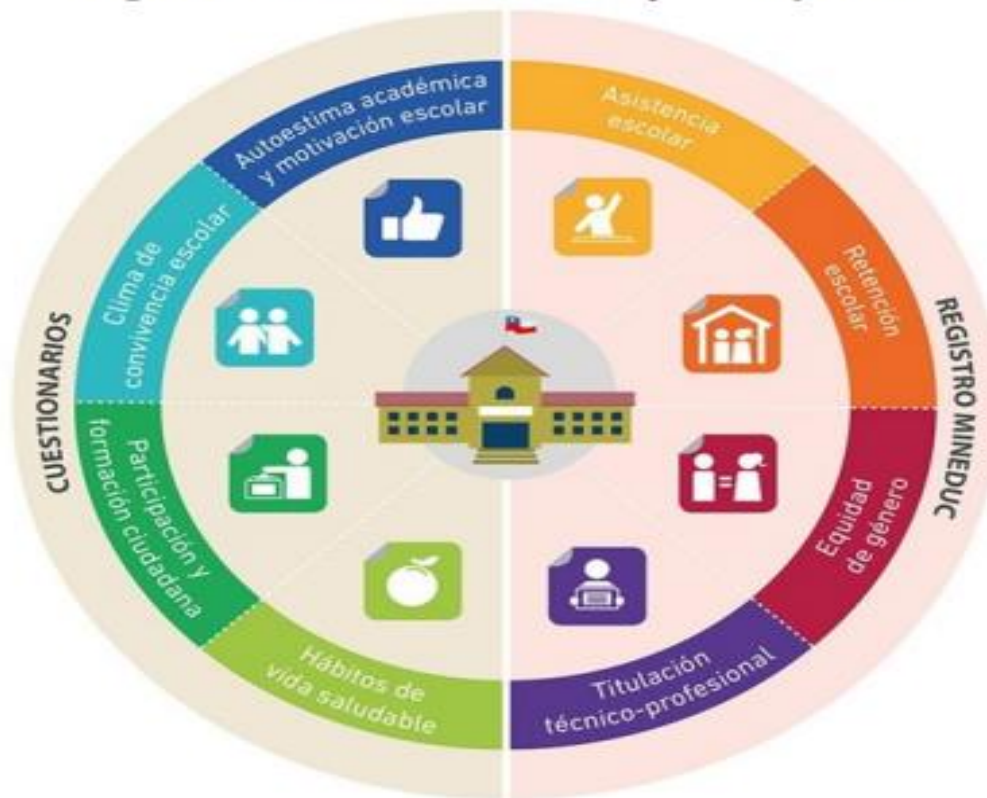 Autoestima académica
y motivación escolar
Asistencia
escolar
Clima de
convivencia escolar
Retención
escolar
CUESTIONARIOS
REGISTRO MINEDUC
Participación y
formación ciudadana
Equidad
de género
Hábitos de
vida saludable
Titulación
técnico-profesional